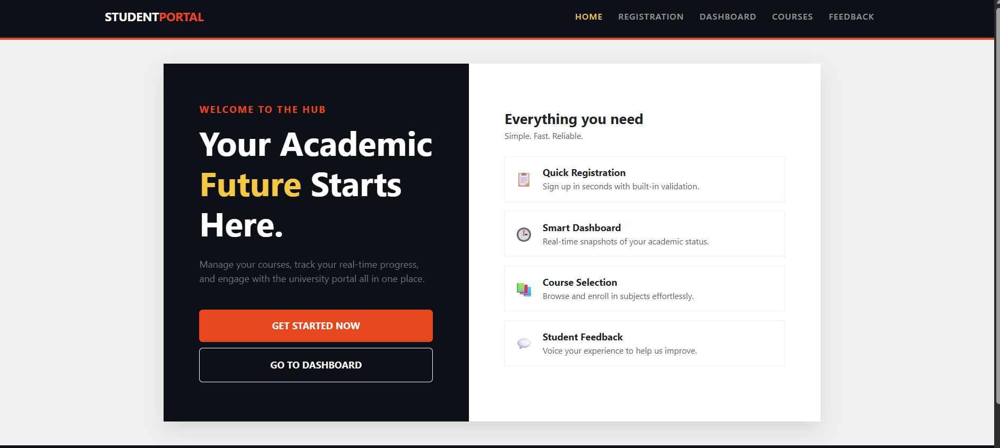 STUDENTPORTAL
HOME REGISTRATION DASHBOARD COURSES FEEDBACK
WELCOME TO THE HUB
Your Academic
Future Starts
Here.
Manage your courses, track your real-time progress,
and engage with the university portal all in one place.
GET STARTED NOW
GO TO DASHBOARD
Everything you need
Simple. Fast. Reliable.
Quick Registration
Sign up in seconds with built-in validation.
Smart Dashboard
Real-time snapshots of your academic status.
Course Selection
Browse and enroll in subjects effortlessly.
Student Feedback
Voice your experience to help us improve.